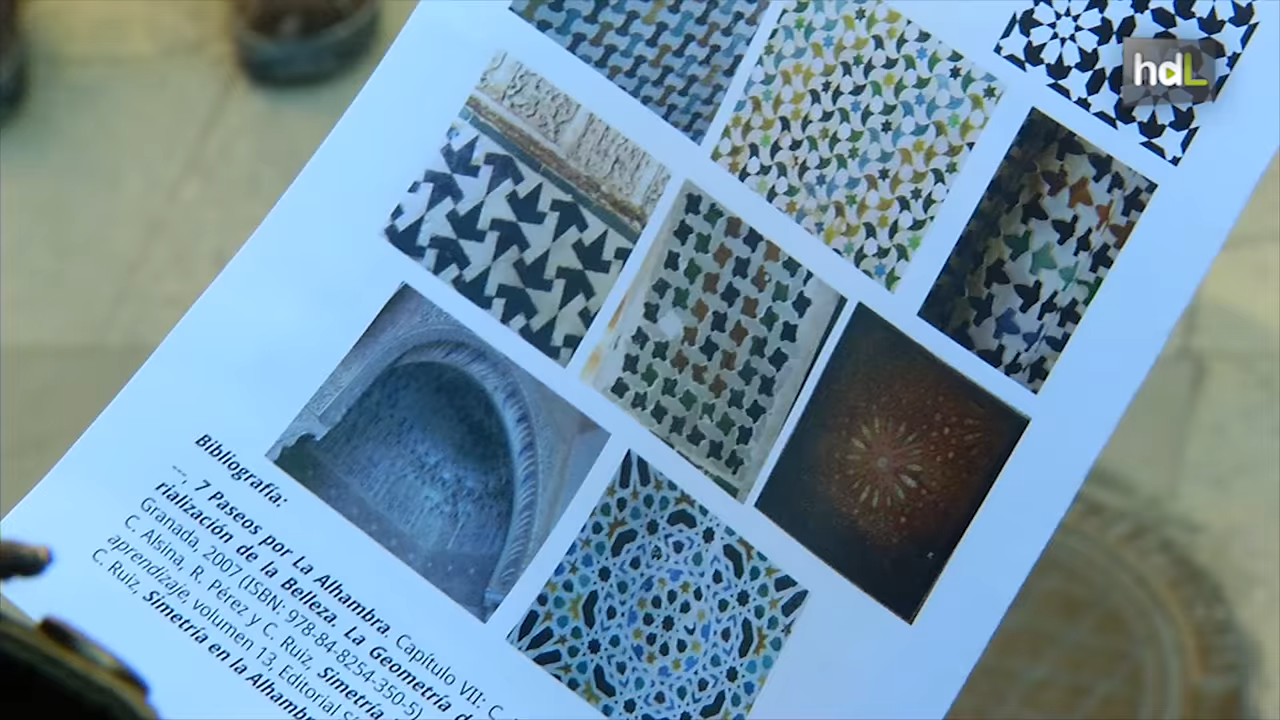 hdL
Bibliografía:
---, 7 Paseos por La Alhambra. Capítulo VII: C.
rialización de la Belleza. La Geometría d
Granada, 2007 (ISBN: 978-84-8254-350-5)
C. Alsina, R. Pérez y C. Ruiz, Simetría
aprendizaje, volumen 13, Editorial
C. Ruiz, Simetría en la Alhambr